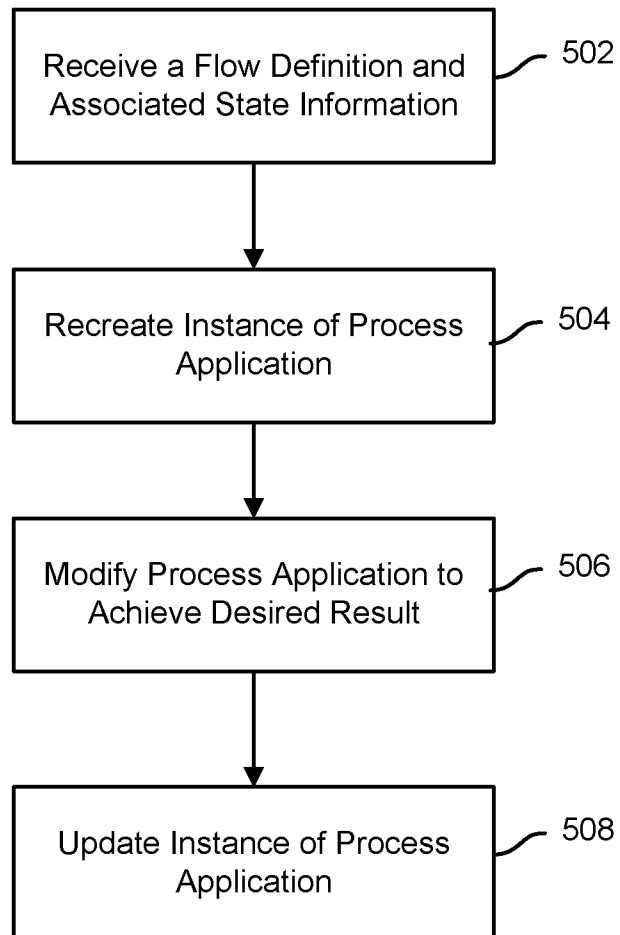 Receive a Flow Definition and
Associated State Information
502
Recreate Instance of Process
Application
504
Modify Process Application to
Achieve Desired Result
506
Update Instance of Process
Application
508